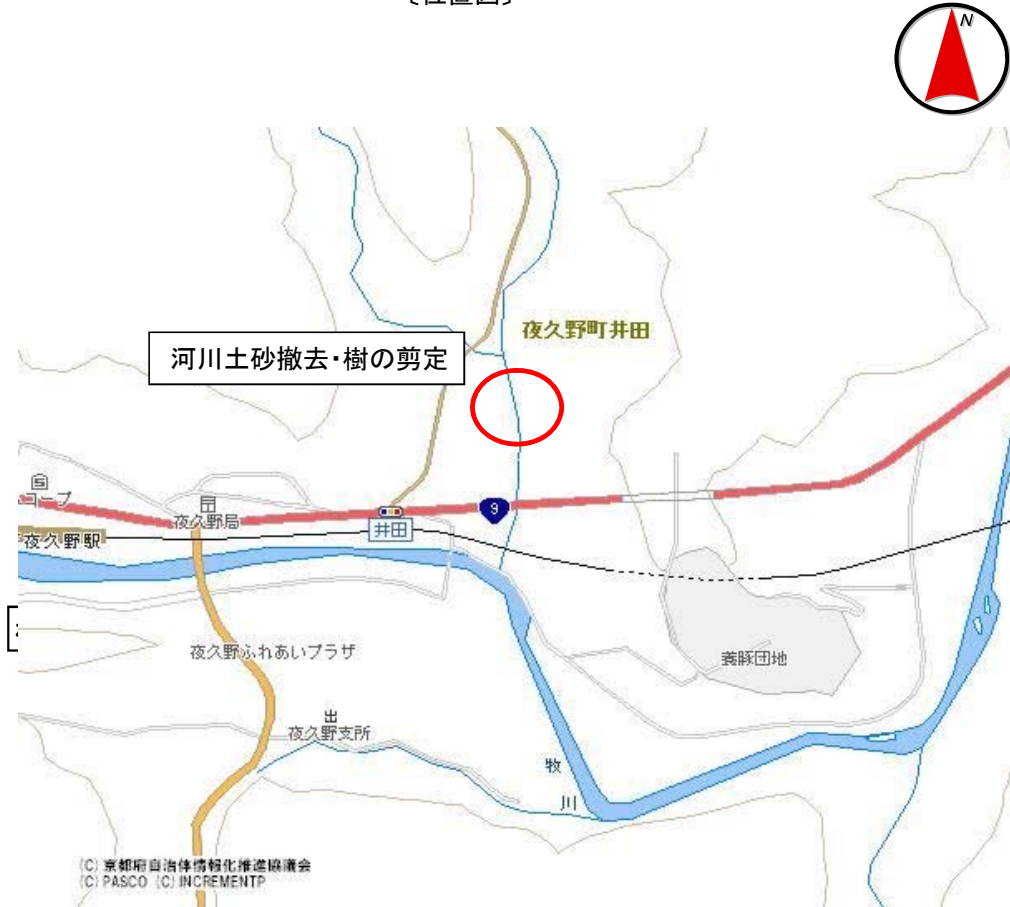 〔位置図〕
N
夜久野町井田
河川土砂撤去・樹の剪定
コープ
夜久野局
9
井田
夜久野駅
夜久野ふれあいプラザ
養豚団地
夜久野支所
牧
川
(C) 京都府自治体情報化推進協議会
(C) PASCO (C) INCREMENTP